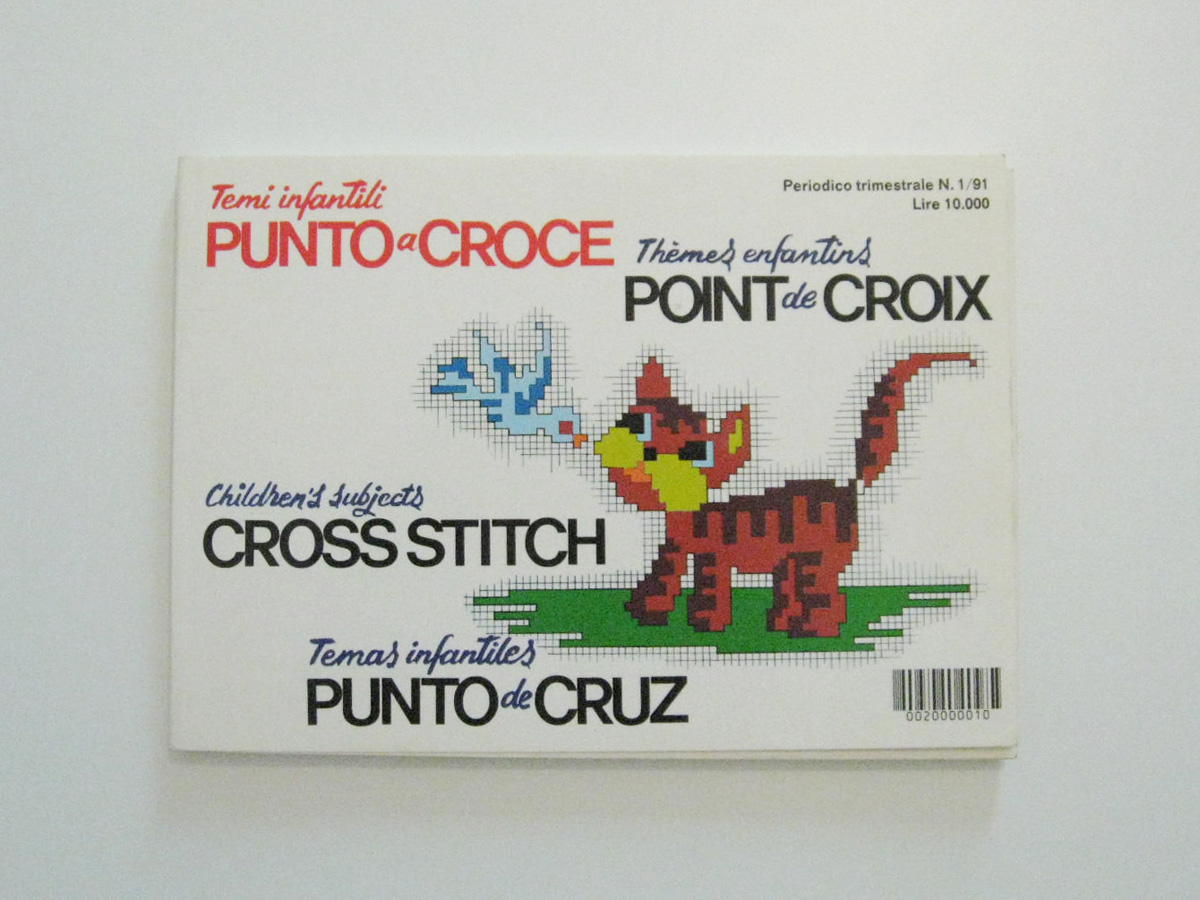 Temi infantili
PUNTO a CROCE
Periodico trimestrale N. 1/91
Lire 10.000
Thèmes enfantins
POINT de CROIX
Children's subjects
CROSS STITCH
Temas infantiles
PUNTO de CRUZ
0020000010